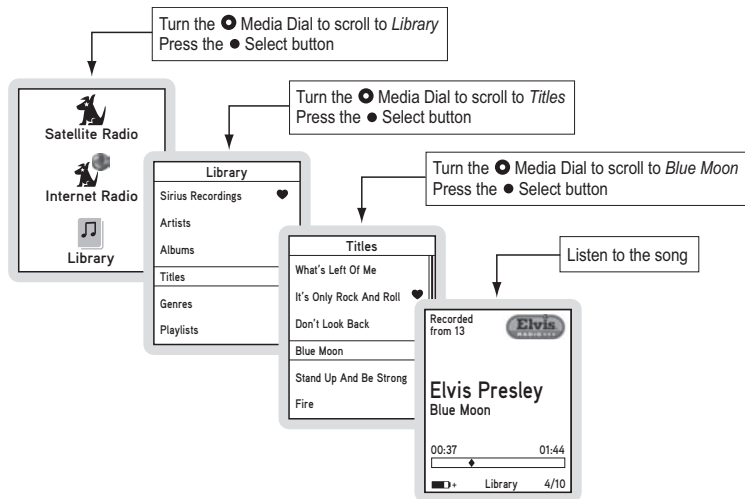 Turn the Media Dial to scroll to Library
Press the Select button
Turn the Media Dial to scroll to Titles
Press the Select button
Turn the Media Dial to scroll to Blue Moon
Press the Select button
Listen to the song
Satellite Radio
Internet Radio
Library
Library
Sirius Recordings
Artists
Albums
Titles
Genres
Playlists
Titles
What's Left Of Me
It's Only Rock And Roll
Don't Look Back
Blue Moon
Stand Up And Be Strong
Fire
Recorded
from 13
Elvis
RADIO
Elvis Presley
Blue Moon
00:37 01:44
Library 4/10